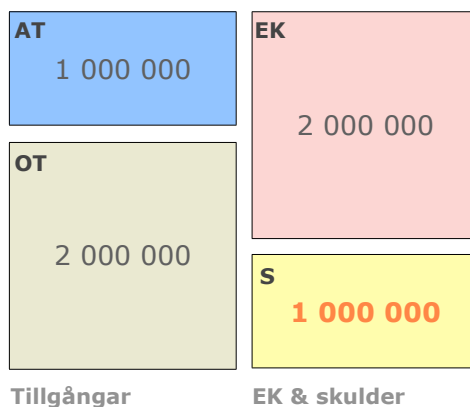 AT
1 000 000
OT
2 000 000
Tillgångar
EK
2 000 000
S
1 000 000
EK & skulder